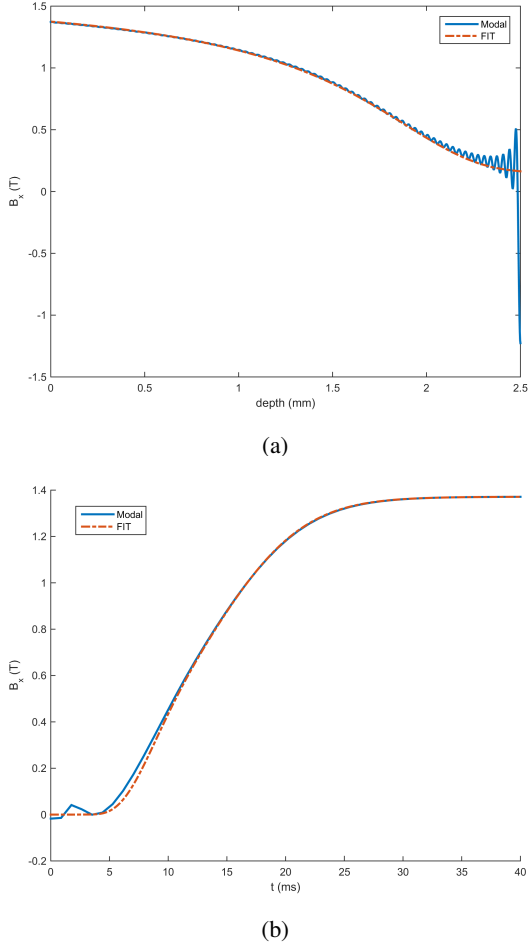 1.5
1
0.5
0
-0.5
-1
-1.5
B_x (T)
Modal
FIT
0 0.5 1 1.5 2 2.5
depth (mm)
(a)
1.4
1.2
1
0.8
0.6
0.4
0.2
0
-0.2
B_x (T)
Modal
FIT
0 5 10 15 20 25 30 35 40
t (ms)
(b)